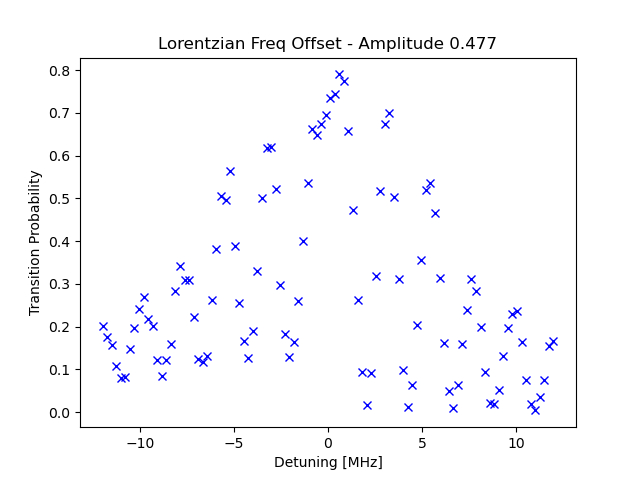 Lorentzian Freq Offset - Amplitude 0.477
Transition Probability
0.8
0.7
0.6
0.5
0.4
0.3
0.2
0.1
0.0
−10 −5 0 5 10
Detuning [MHz]